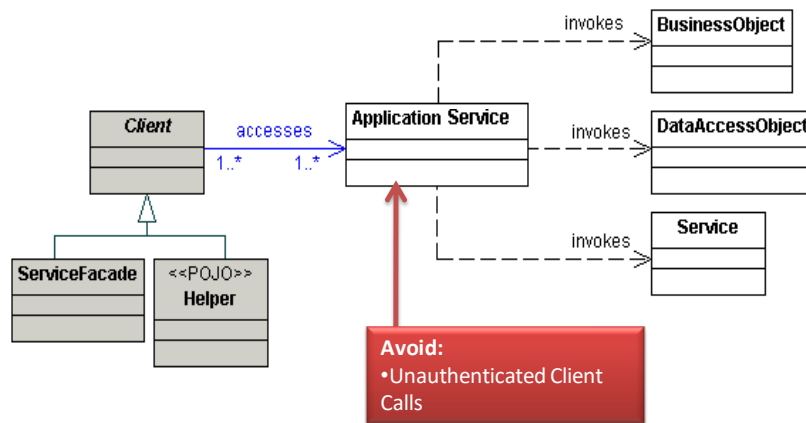 invokes
BusinessObject
Client
accesses
1..*
1..*
Application Service
invokes
DataAccessObject
ServiceFacade
<<POJO>>
Helper
invokes
Service
Avoid:
•Unauthenticated Client
Calls